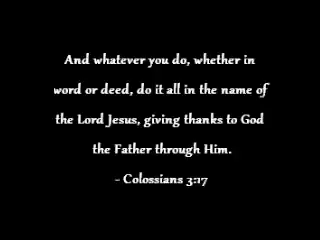 And whatever you do, whether in
word or deed, do it all in the name of
the Lord Jesus, giving thanks to God
the Father through Him.
- Colossians 3:17